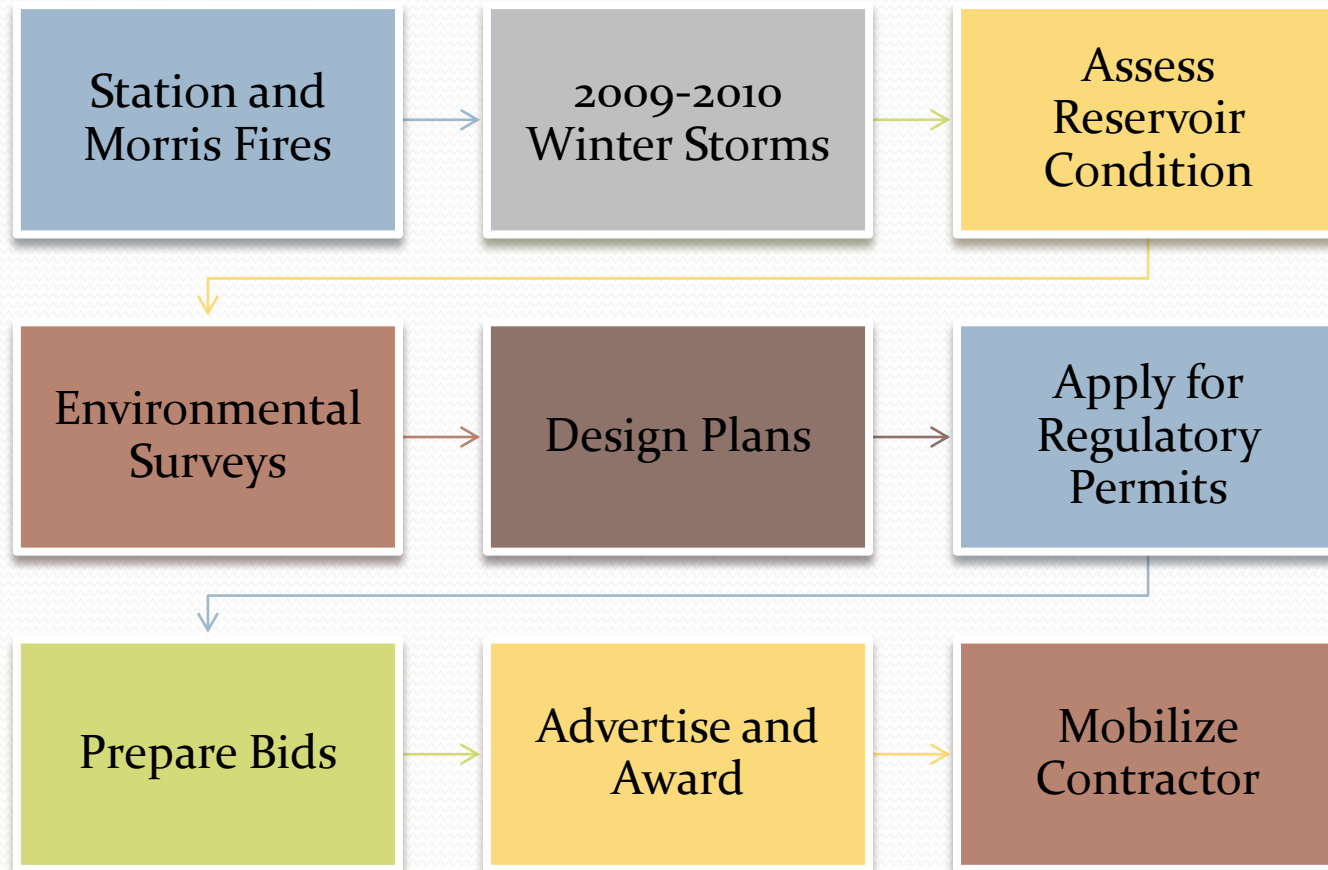 Station and
Morris Fires
2009-2010
Winter Storms
Assess
Reservoir
Condition
Environmental
Surveys
Design Plans
Apply for
Regulatory
Permits
Prepare Bids
Advertise and
Award
Mobilize
Contractor